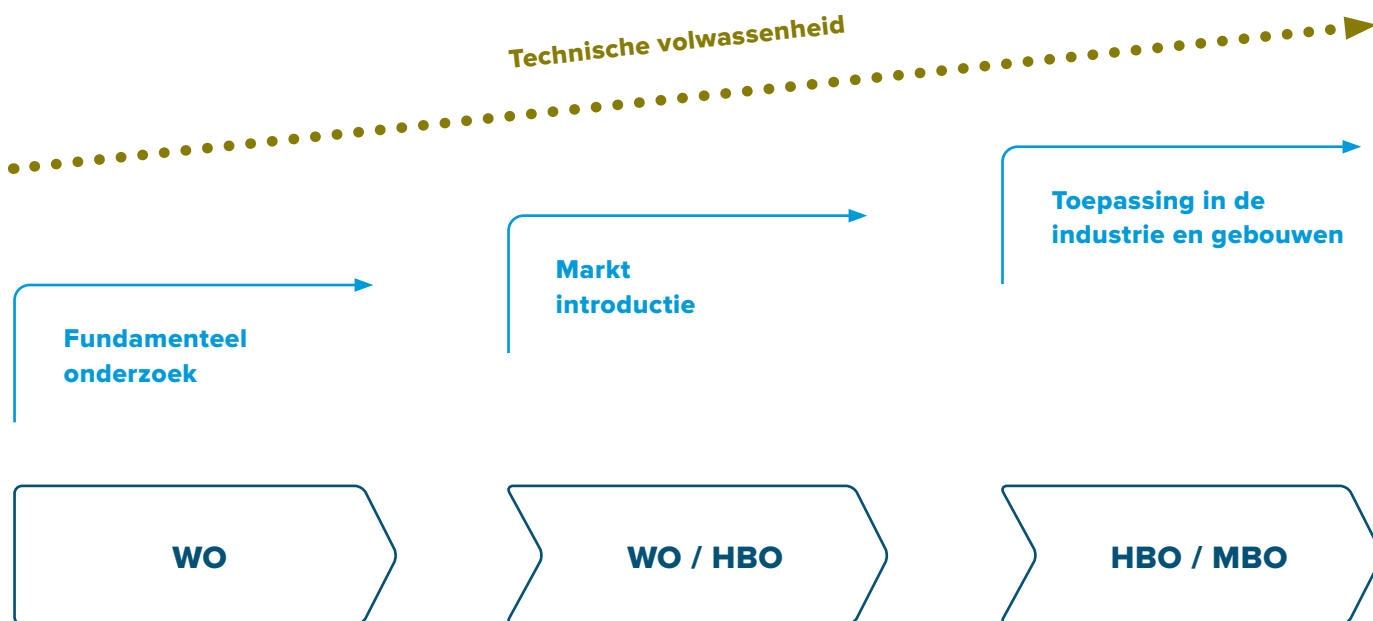 Technische volwassenheid
Toepassing in de
industrie en gebouwen
Markt
introductie
Fundamenteel
onderzoek
WO
WO / HBO
HBO / MBO